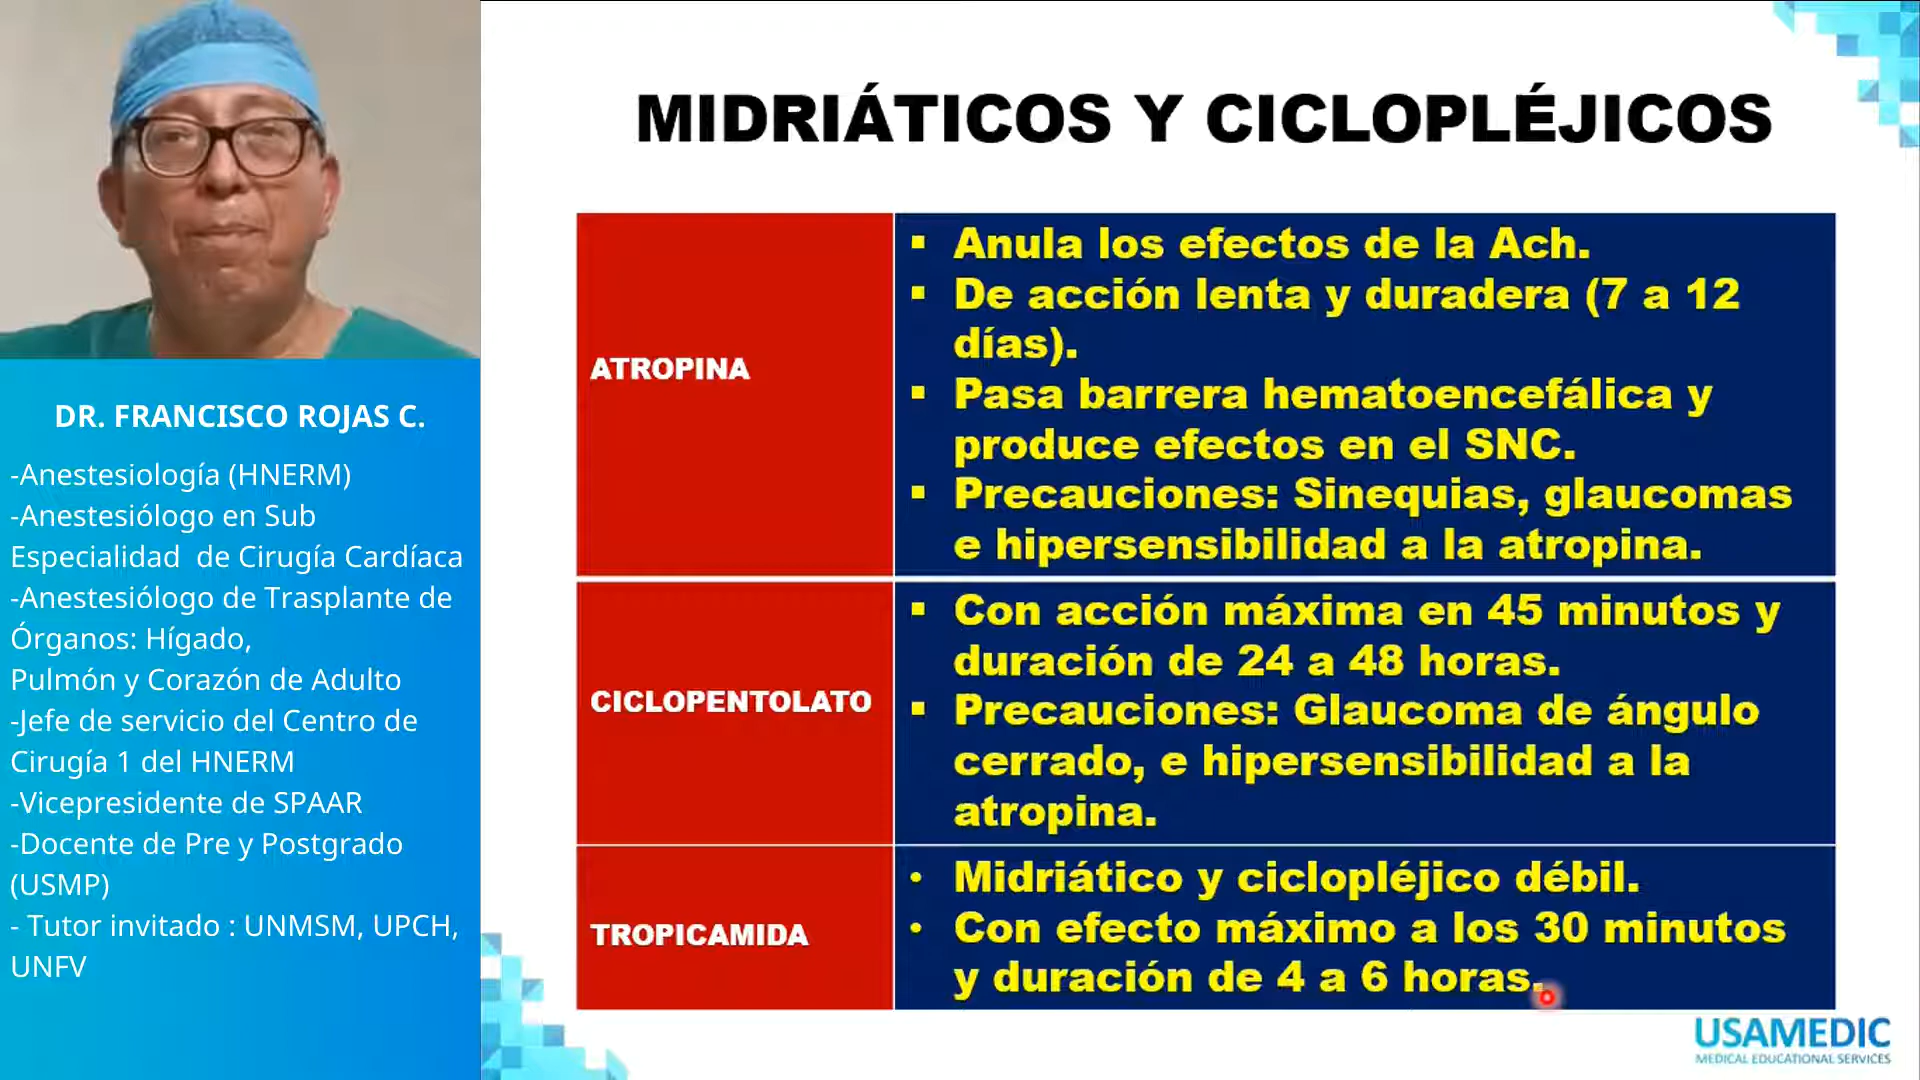 MIDRIÁTICOS Y CICLOPLÉJICOS
DR. FRANCISCO ROJAS C.
-Anestesiología (HNERM)
-Anestesiólogo en Sub
Especialidad  de Cirugía Cardíaca
-Anestesiólogo de Trasplante de
Órganos: Hígado,
Pulmón y Corazón de Adulto
-Jefe de servicio del Centro de
Cirugía 1 del HNERM
-Vicepresidente de SPAAR
-Docente de Pre y Postgrado
(USMP)
- Tutor invitado : UNMSM, UPCH,
UNFV
ATROPINA
▪ Anula los efectos de la Ach.
▪ De acción lenta y duradera (7 a 12
días).
▪ Pasa barrera hematoencefálica y
produce efectos en el SNC.
▪ Precauciones: Sinequias, glaucomas
e hipersensibilidad a la atropina.
CICLOPENTOLATO
▪ Con acción máxima en 45 minutos y
duración de 24 a 48 horas.
▪ Precauciones: Glaucoma de ángulo
cerrado, e hipersensibilidad a la
atropina.
TROPICAMIDA
• Midriático y cicloplèjico débil.
• Con efecto máximo a los 30 minutos
y duración de 4 a 6 horas.
USAMEDIC
MEDICAL EDUCATIONAL SERVICES